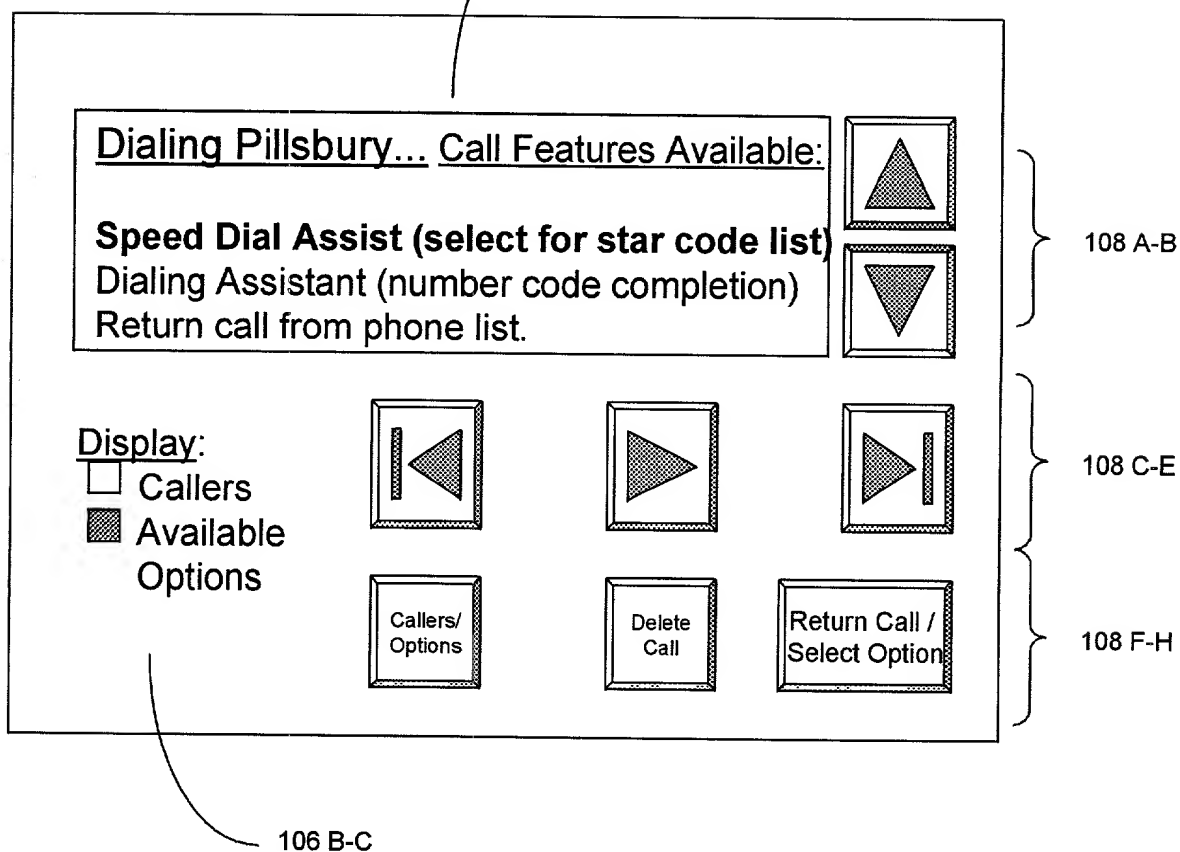 Dialing Pillsbury... Call Features Available:
Speed Dial Assist (select for star code list)
Dialing Assistant (number code completion)
Return call from phone list.
108 A-B
Display:
Callers
Available
Options
108 C-E
Callers/
Options
Delete
Call
Return Call /
Select Option
108 F-H
106 B-C